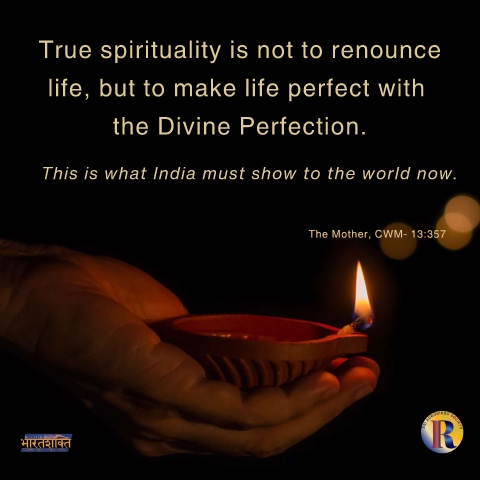 True spirituality is not to renounce
life, but to make life perfect with
the Divine Perfection.
This is what India must show to the world now.
The Mother, CWM- 13:357
भारतशक्ति